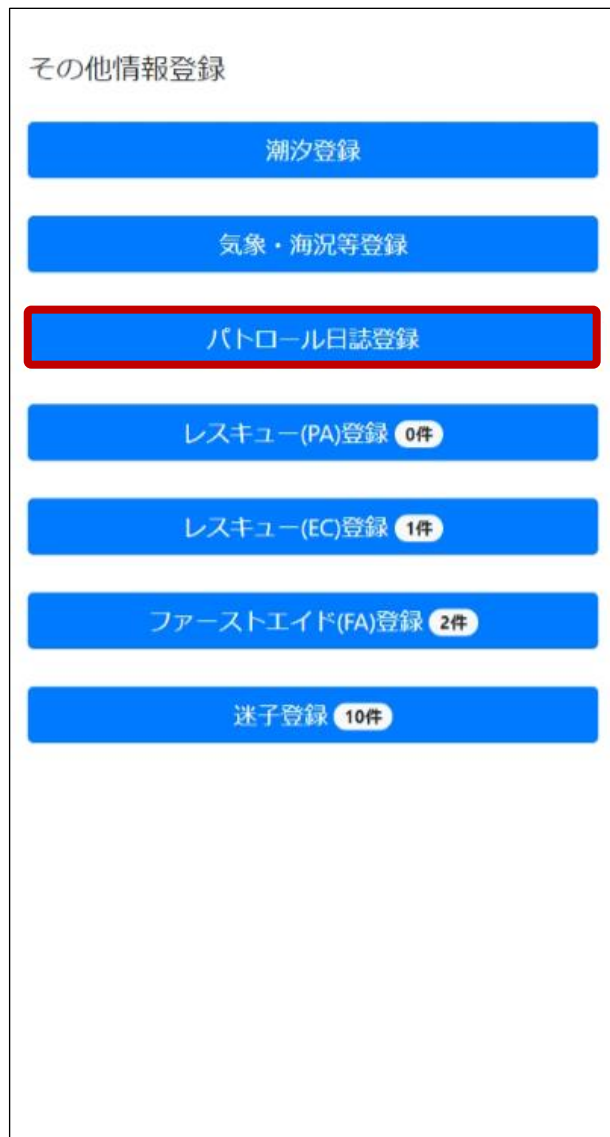 その他情報登録
潮汐登録
気象・海況等登録
パトロール日誌登録
レスキュー(PA)登録 0件
レスキュー(EC)登録 1件
ファーストエイド(FA)登録 2件
迷子登録 10件